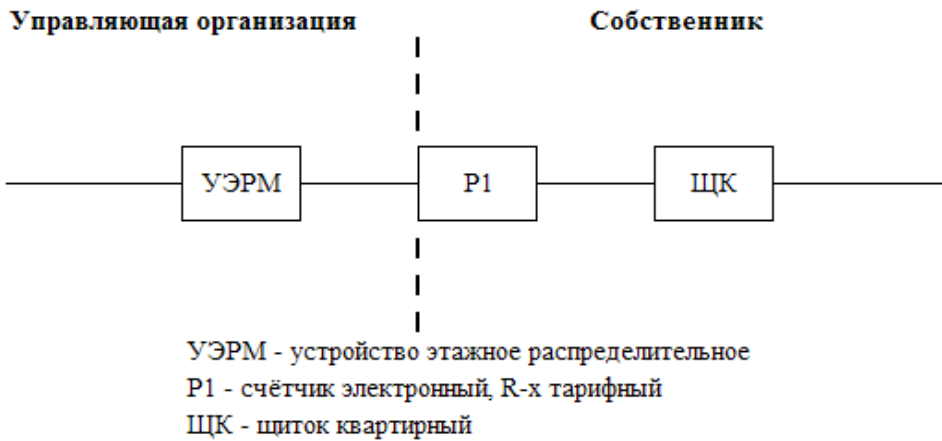 Управляющая организация
Собственник
УЭРМ
Р1
ЩК
УЭРМ - устройство этажное распределительное
Р1 - счётчик электронный, R-х тарифный
ЩК - щиток квартирный